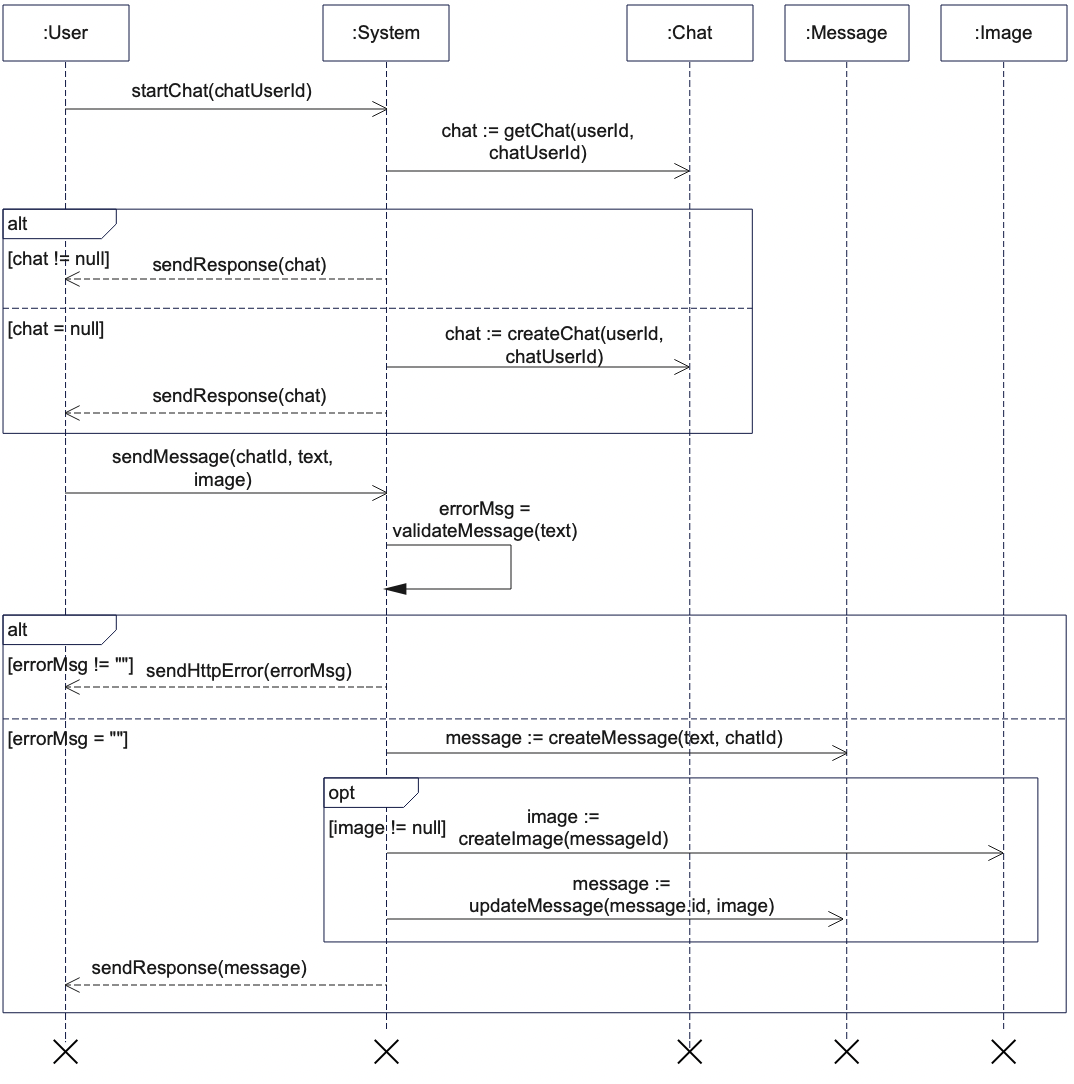 :User
:System
:Chat
:Message
:Image
startChat(chatUserId)
chat := getChat(userId,
chatUserId)
alt
[chat != null]
sendResponse(chat)
[chat = null]
chat := createChat(userId,
chatUserId)
sendResponse(chat)
sendMessage(chatId, text,
image)
errorMsg =
validateMessage(text)
alt
[errorMsg != ""]
sendHttpError(errorMsg)
[errorMsg = ""]
message := createMessage(text, chatId)
opt
[image != null]
image :=
createImage(messageId)
message :=
updateMessage(message.id, image)
sendResponse(message)